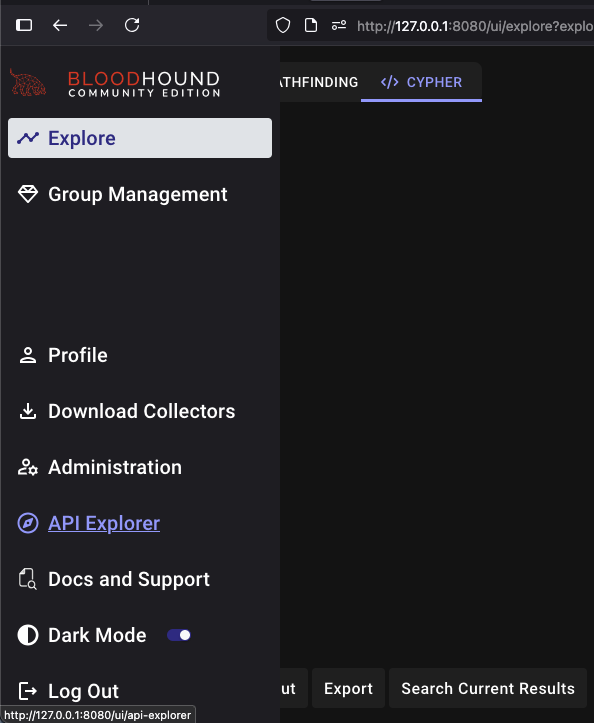 http://127.0.0.1:8080/ui/explore?explo
BLOODHOUND
COMMUNITY EDITION
ATHFINDING
</> CYPHER
Explore
Group Management
Profile
Download Collectors
Administration
API Explorer
Docs and Support
Dark Mode
Log Out
ut
Export
Search Current Results
http://127.0.0.1:8080/ui/api-explorer